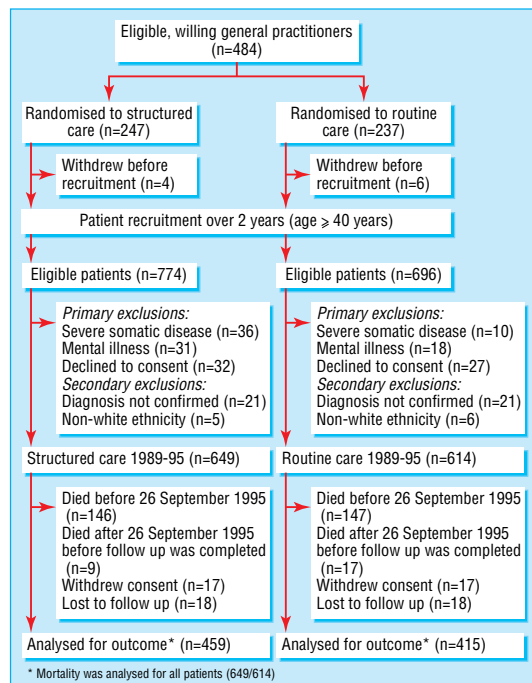 Eligible, willing general practitioners
(n=484)
Randomised to structured
care (n=247)
Randomised to routine
care (n=237)
Withdrew before
recruitment (n=4)
Withdrew before
recruitment (n=6)
Patient recruitment over 2 years (age ⩾ 40 years)
Eligible patients (n=774)
Eligible patients (n=696)
Primary exclusions:
Severe somatic disease (n=36)
Mental illness (n=31)
Declined to consent (n=32)
Secondary exclusions:
Diagnosis not confirmed (n=21)
Non-white ethnicity (n=5)
Primary exclusions:
Severe somatic disease (n=10)
Mental illness (n=18)
Declined to consent (n=27)
Secondary exclusions:
Diagnosis not confirmed (n=21)
Non-white ethnicity (n=6)
Structured care 1989-95 (n=649)
Routine care 1989-95 (n=614)
Died before 26 September 1995
(n=146)
Died after 26 September 1995
before follow up was completed
(n=9)
Withdrew consent (n=17)
Lost to follow up (n=18)
Died before 26 September 1995
(n=147)
Died after 26 September 1995
before follow up was completed
(n=17)
Withdrew consent (n=17)
Lost to follow up (n=18)
Analysed for outcome* (n=459)
Analysed for outcome* (n=415)
* Mortality was analysed for all patients (649/614)